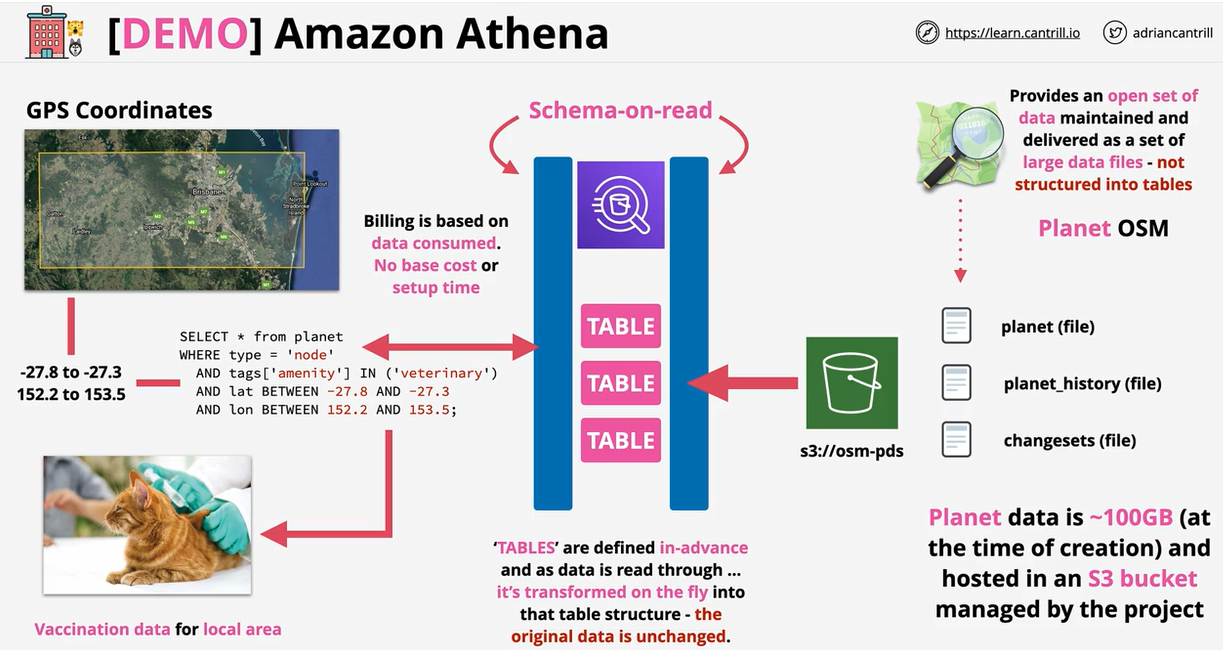 [DEMO] Amazon Athena
https://learn.cantrill.io
adriancantrill
GPS Coordinates
Brisbane
Point Lookout
North
Stradbroke
Island
Ipswich
Gatton
Laidley
M1
M2
M7
M5
M1
-27.8 to -27.3
152.2 to 153.5
Billing is based on
data consumed.
No base cost or
setup time
SELECT * from planet
WHERE type = 'node'
AND tags['amenity'] IN ('veterinary')
AND lat BETWEEN -27.8 AND -27.3
AND lon BETWEEN 152.2 AND 153.5;
Vaccination data for local area
Schema-on-read
TABLE
TABLE
TABLE
'TABLES' are defined in-advance
and as data is read through ...
it's transformed on the fly into
that table structure - the
original data is unchanged.
s3://osm-pds
Provides an open set of
data maintained and
delivered as a set of
large data files - not
structured into tables
Planet OSM
planet (file)
planet_history (file)
changesets (file)
Planet data is ~100GB (at
the time of creation) and
hosted in an S3 bucket
managed by the project